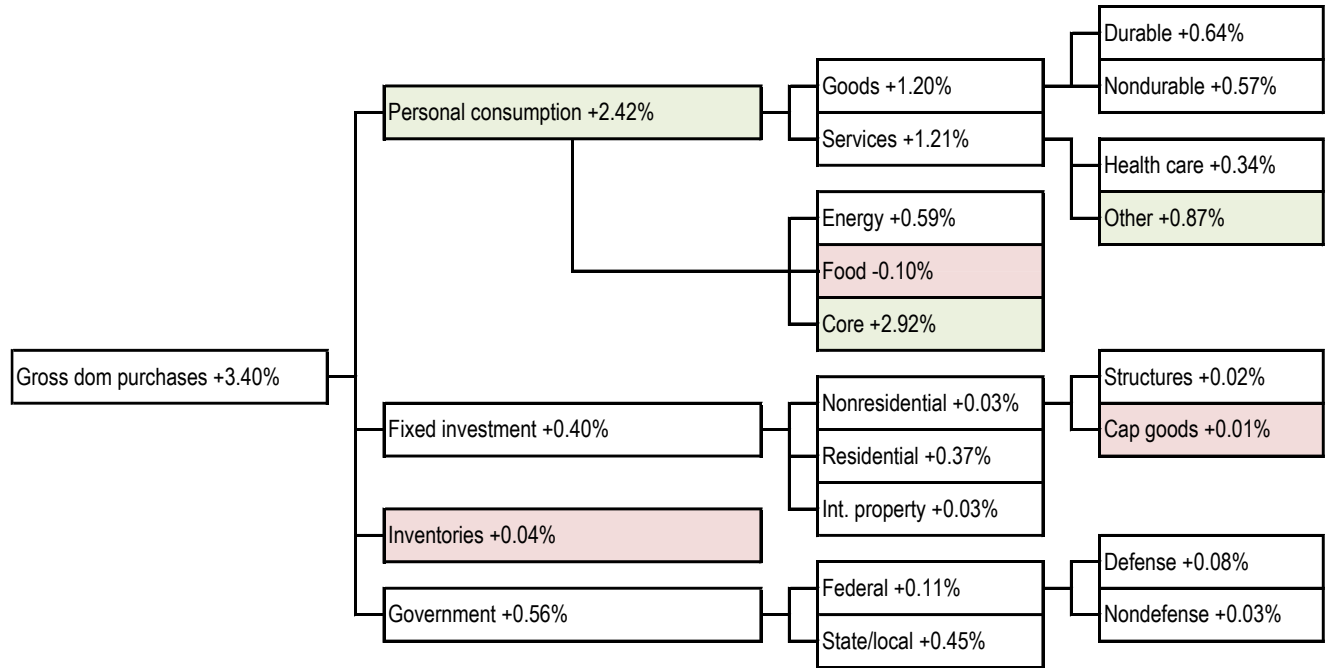 Gross dom purchases +3.40%
Personal consumption +2.42%
Goods +1.20%
Services +1.21%
Durable +0.64%
Nondurable +0.57%
Health care +0.34%
Other +0.87%
Energy +0.59%
Food -0.10%
Core +2.92%
Fixed investment +0.40%
Nonresidential +0.03%
Residential +0.37%
Int. property +0.03%
Structures +0.02%
Cap goods +0.01%
Inventories +0.04%
Government +0.56%
Federal +0.11%
State/local +0.45%
Defense +0.08%
Nondefense +0.03%